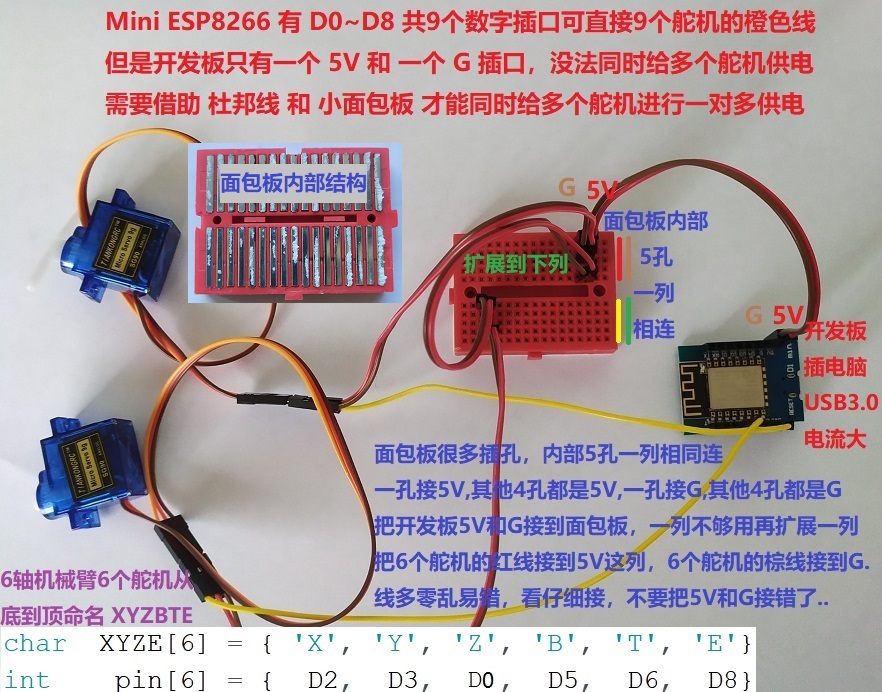 Mini ESP8266 有 D0~D8 共9个数字插口可直接9个舵机的橙色线
但是开发板只有一个 5V 和 一个 G 插口，没法同时给多个舵机供电
需要借助 杜邦线 和 小面包板 才能同时给多个舵机进行一对多供电
面包板内部结构
TIANKONGRC™
Micro Servo 9g
SG90
G 5V
面包板内部
5孔
一列
相连
扩展到下列
G 5V
开发板
插电脑
USB3.0
电流大
D1 mini
RESET
TIANKONGRC™
Micro Servo 9g
SG90
面包板很多插孔，内部5孔一列相同连
一孔接5V,其他4孔都是5V,一孔接G,其他4孔都是G
把开发板5V和G接到面包板，一列不够用再扩展一列
把6个舵机的红线接到5V这列，6个舵机的棕线接到G.
线多零乱易错，看仔细接，不要把5V和G接错了..
6轴机械臂6个舵机从
底到顶命名 XYZBTE
char XYZE[6] = { 'X', 'Y', 'Z', 'B', 'T', 'E'}
int pin[6] = { D2, D3, D0, D5, D6, D8}